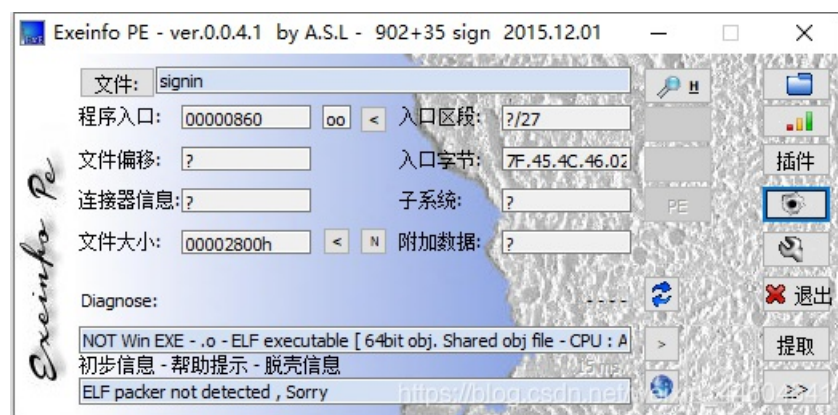 Exeinfo PE - ver.0.0.4.1 by A.S.L - 902+35 sign 2015.12.01
文件: signin H
程序入口: 00000860 oo < 入口区段: ?/27
文件偏移: ? 入口字节: 7F.45.4C.46.02 插件
连接器信息: ? 子系统: ? PE
文件大小: 00002800h < N 附加数据: ?
Diagnose: 退出
NOT Win EXE - .o - ELF executable [ 64bit obj. Shared obj file - CPU : A > 提取
初步信息 - 帮助提示 - 脱壳信息
ELF packer not detected , Sorry >>
Exeinfo Pe
https://blog.csdn.net